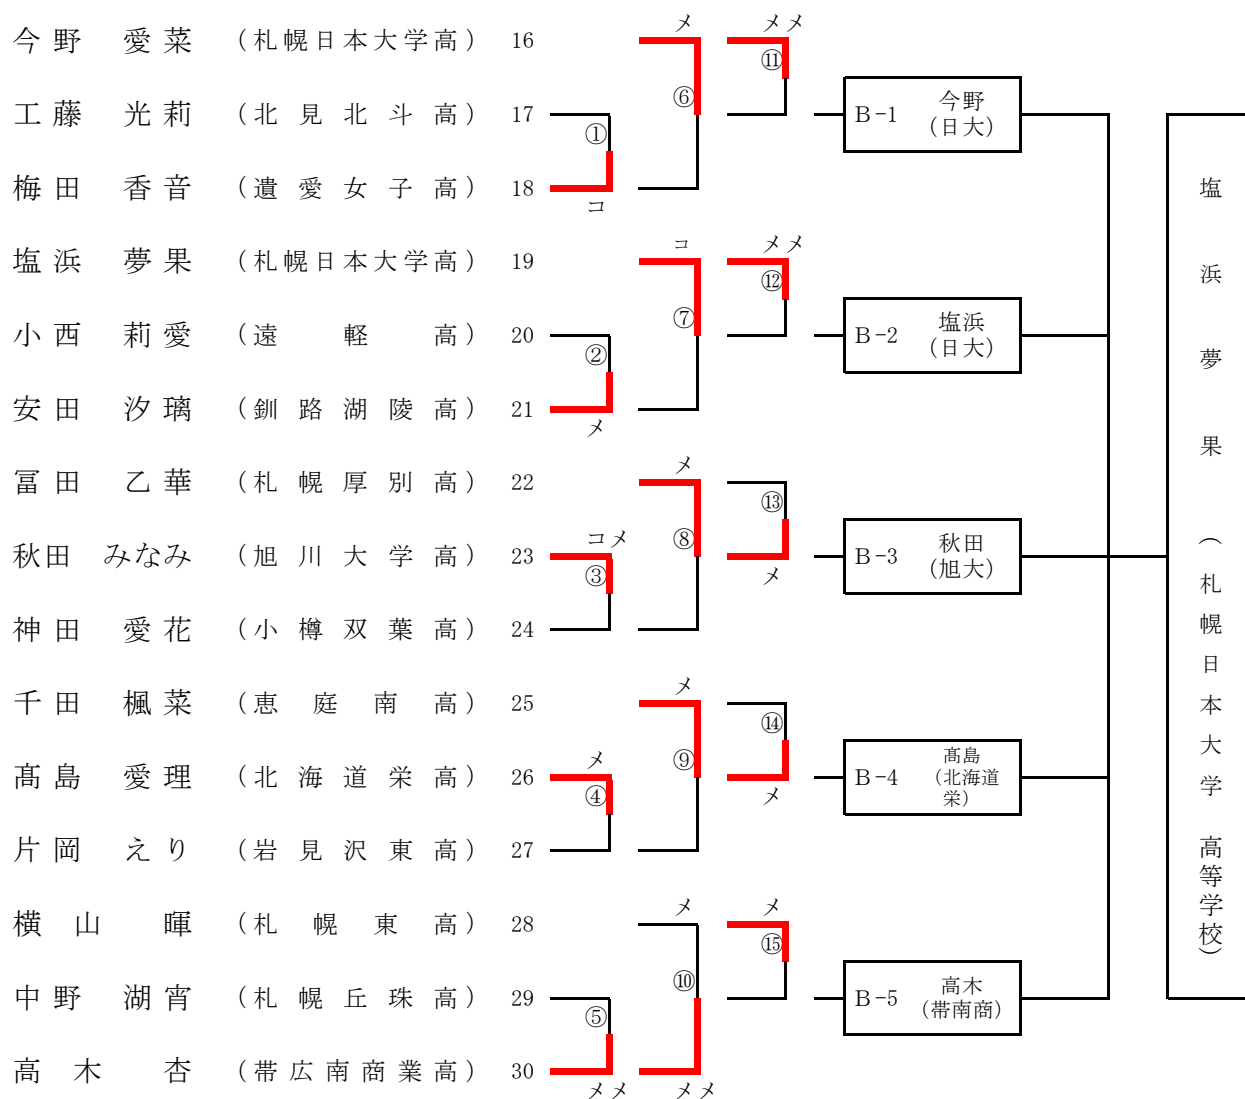 今野 愛菜 (札幌日本大学高) 16 メ メメ
⑪
⑥
工藤 光莉 (北見北斗高) 17 ① B-1 今野 (日大)
梅田 香音 (遺愛女子高) 18 コ
塩浜 夢果 (札幌日本大学高) 19 コ メメ
⑫
⑦
小西 莉愛 (遠軽高) 20 ② B-2 塩浜 (日大)
安田 汐璃 (釧路湖陵高) 21 メ
冨田 乙華 (札幌厚別高) 22 メ ⑬
秋田 みなみ (旭川大学高) 23 コメ ③ ⑧ メ B-3 秋田 (旭大)
神田 愛花 (小樽双葉高) 24
千田 楓菜 (恵庭南高) 25 メ ⑭
髙島 愛理 (北海道栄高) 26 メ ④ ⑨ メ B-4 髙島 (北海道栄)
片岡 えり (岩見沢東高) 27
横山 暉 (札幌東高) 28 メ メ ⑮
⑩
中野 湖宵 (札幌丘珠高) 29 ⑤ B-5 高木 (帯南商)
高木 杏 (帯広南商業高) 30 メメ メメ
塩浜夢果(札幌日本大学高等学校)